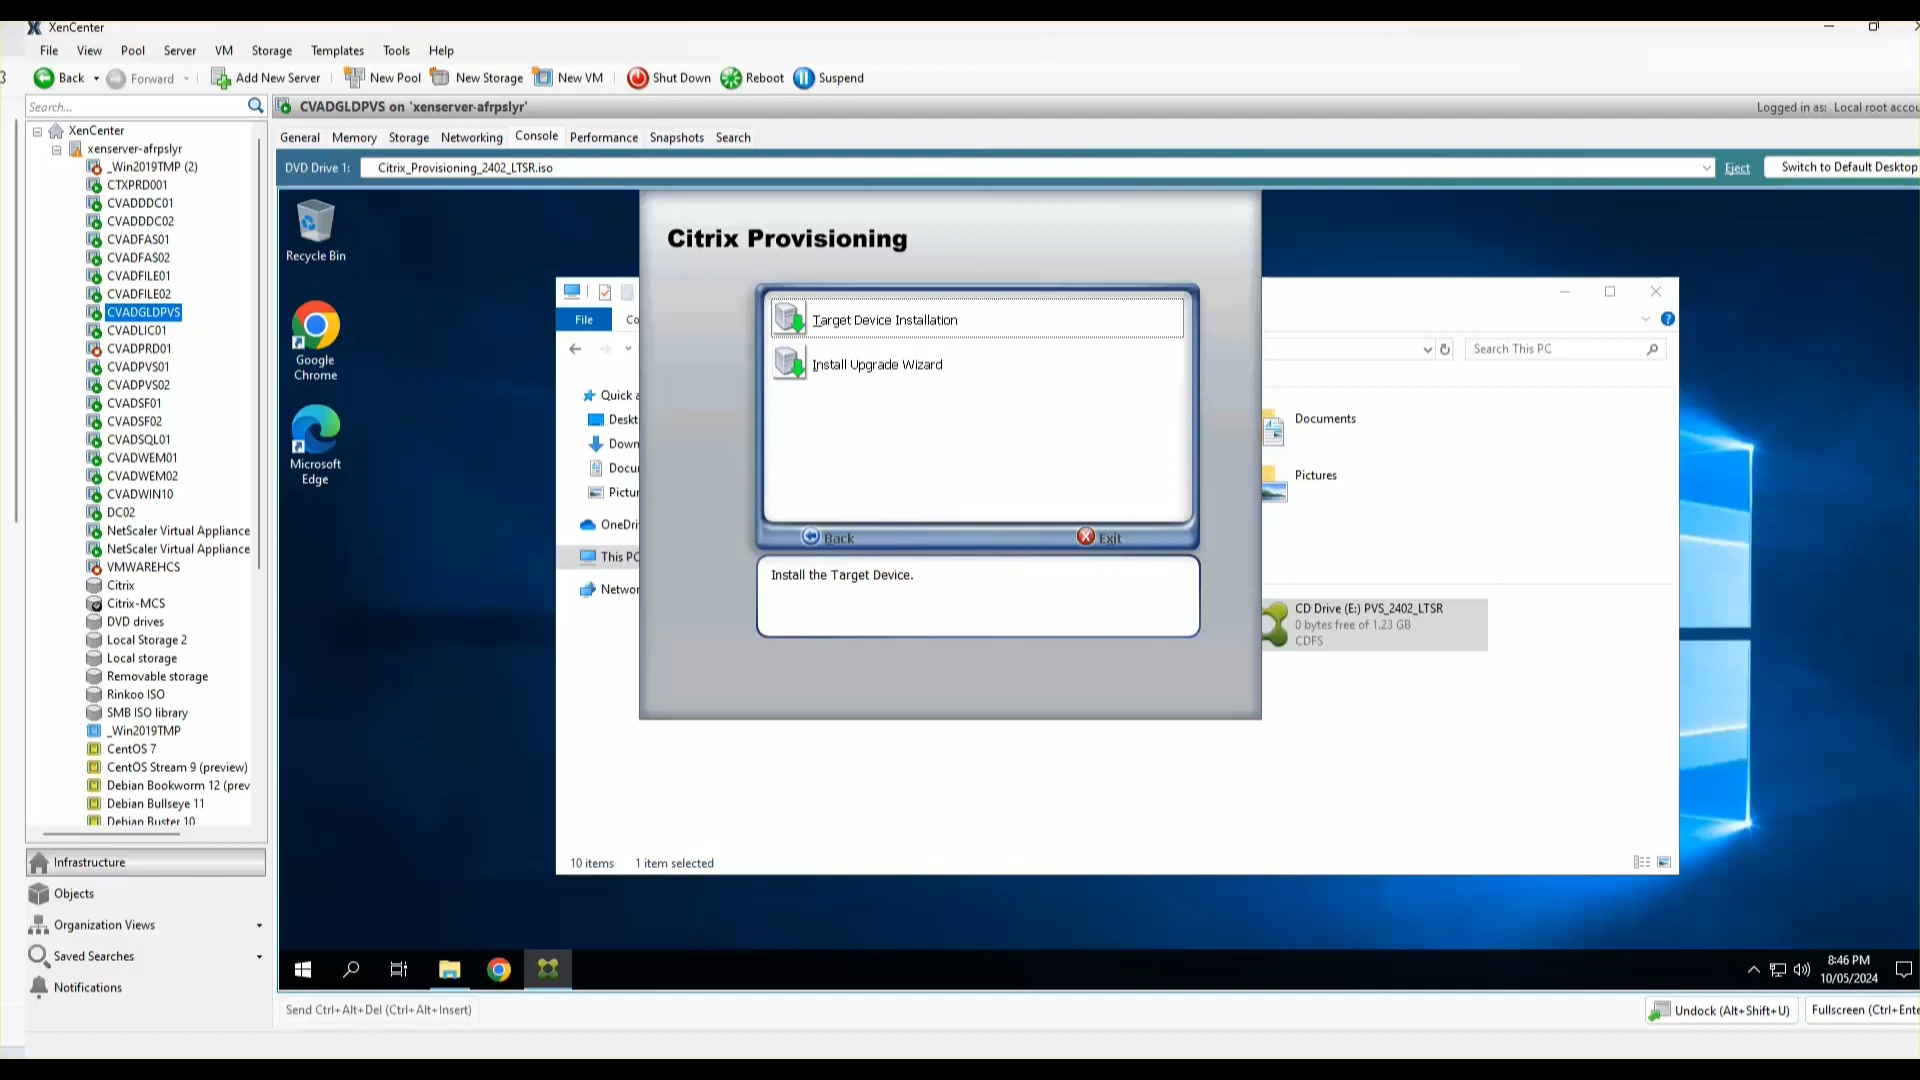 XenCenter
File View Pool Server VM Storage Templates Tools Help
3 Back Forward Add New Server New Pool New Storage New VM Shut Down Reboot Suspend
Search...
CVADGLDPVS on 'xenserver-afrpslyr'
Logged in as: Local root accou
General Memory Storage Networking Console Performance Snapshots Search
DVD Drive 1: Citrix_Provisioning_2402_LTSR.iso Eject Switch to Default Desktop
XenCenter
xenserver-afrpslyr
_Win2019TMP (2)
CTXPRD001
CVADDDC01
CVADDDC02
CVADFAS01
CVADFAS02
CVADFILE01
CVADFILE02
CVADGLDPVS
CVADLIC01
CVADPRD01
CVADPVS01
CVADPVS02
CVADSF01
CVADSF02
CVADSQL01
CVADWEM01
CVADWEM02
CVADWIN10
DC02
NetScaler Virtual Appliance
NetScaler Virtual Appliance
VMWAREHCS
Citrix
Citrix-MCS
DVD drives
Local Storage 2
Local storage
Removable storage
Rinkoo ISO
SMB ISO library
_Win2019TMP
CentOS 7
CentOS Stream 9 (preview)
Debian Bookworm 12 (prev
Debian Bullseye 11
Debian Buster 10
Infrastructure
Objects
Organization Views
Saved Searches
Notifications
Recycle Bin
Google
Chrome
Microsoft
Edge
File Co
Quick a
Deskt
Down
Docu
Pictur
OneDri
This PC
Networ
10 items 1 item selected
Citrix Provisioning
Target Device Installation
Install Upgrade Wizard
Back Exit
Install the Target Device.
Search This PC
Documents
Pictures
CD Drive (E:) PVS_2402_LTSR
0 bytes free of 1.23 GB
CDFS
8:46 PM
10/05/2024
Send Ctrl+Alt+Del (Ctrl+Alt+Insert)
Undock (Alt+Shift+U) Fullscreen (Ctrl+Ente